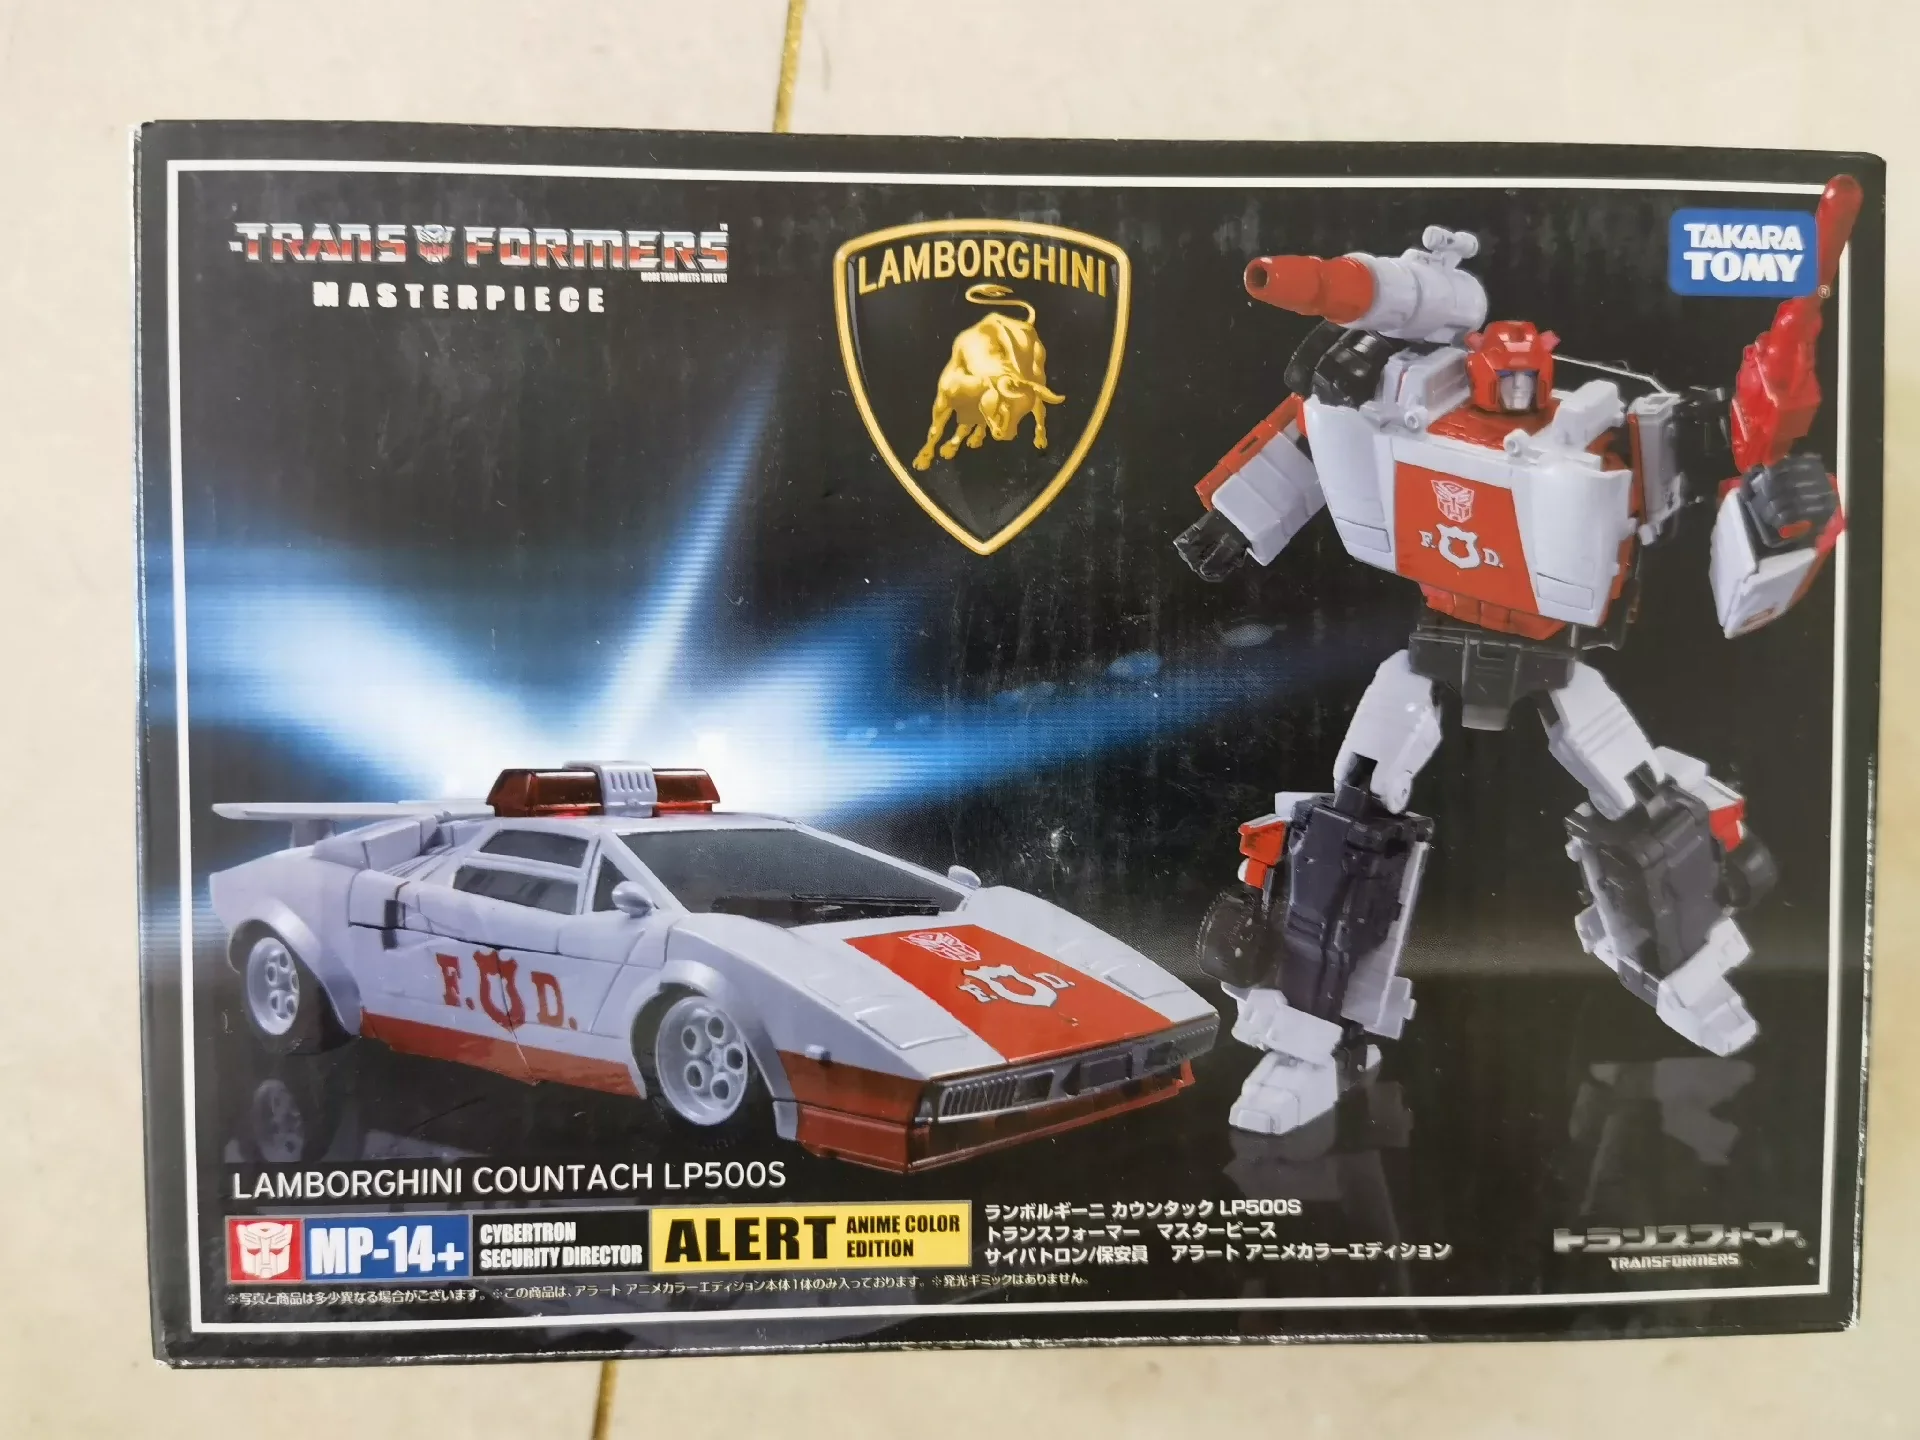 TRANSFORMERS™
MORE THAN MEETS THE EYE!
MASTERPIECE
LAMBORGHINI
TAKARA
TOMY
®
F. D.
F. D.
F. D.
LAMBORGHINI COUNTACH LP500S
MP-14+
CYBERTRON
SECURITY DIRECTOR
ALERT
ANIME COLOR
EDITION
ランボルギーニ カウンタック LP500S
トランスフォーマー マスターピース
サイバトロン/保安員 アラート アニメカラーエディション
トランスフォーマー®
TRANSFORMERS
※写真と商品は多少異なる場合がございます。※この商品は、アラート アニメカラーエディション本体1体のみ入っております。※発光ギミックはありません。